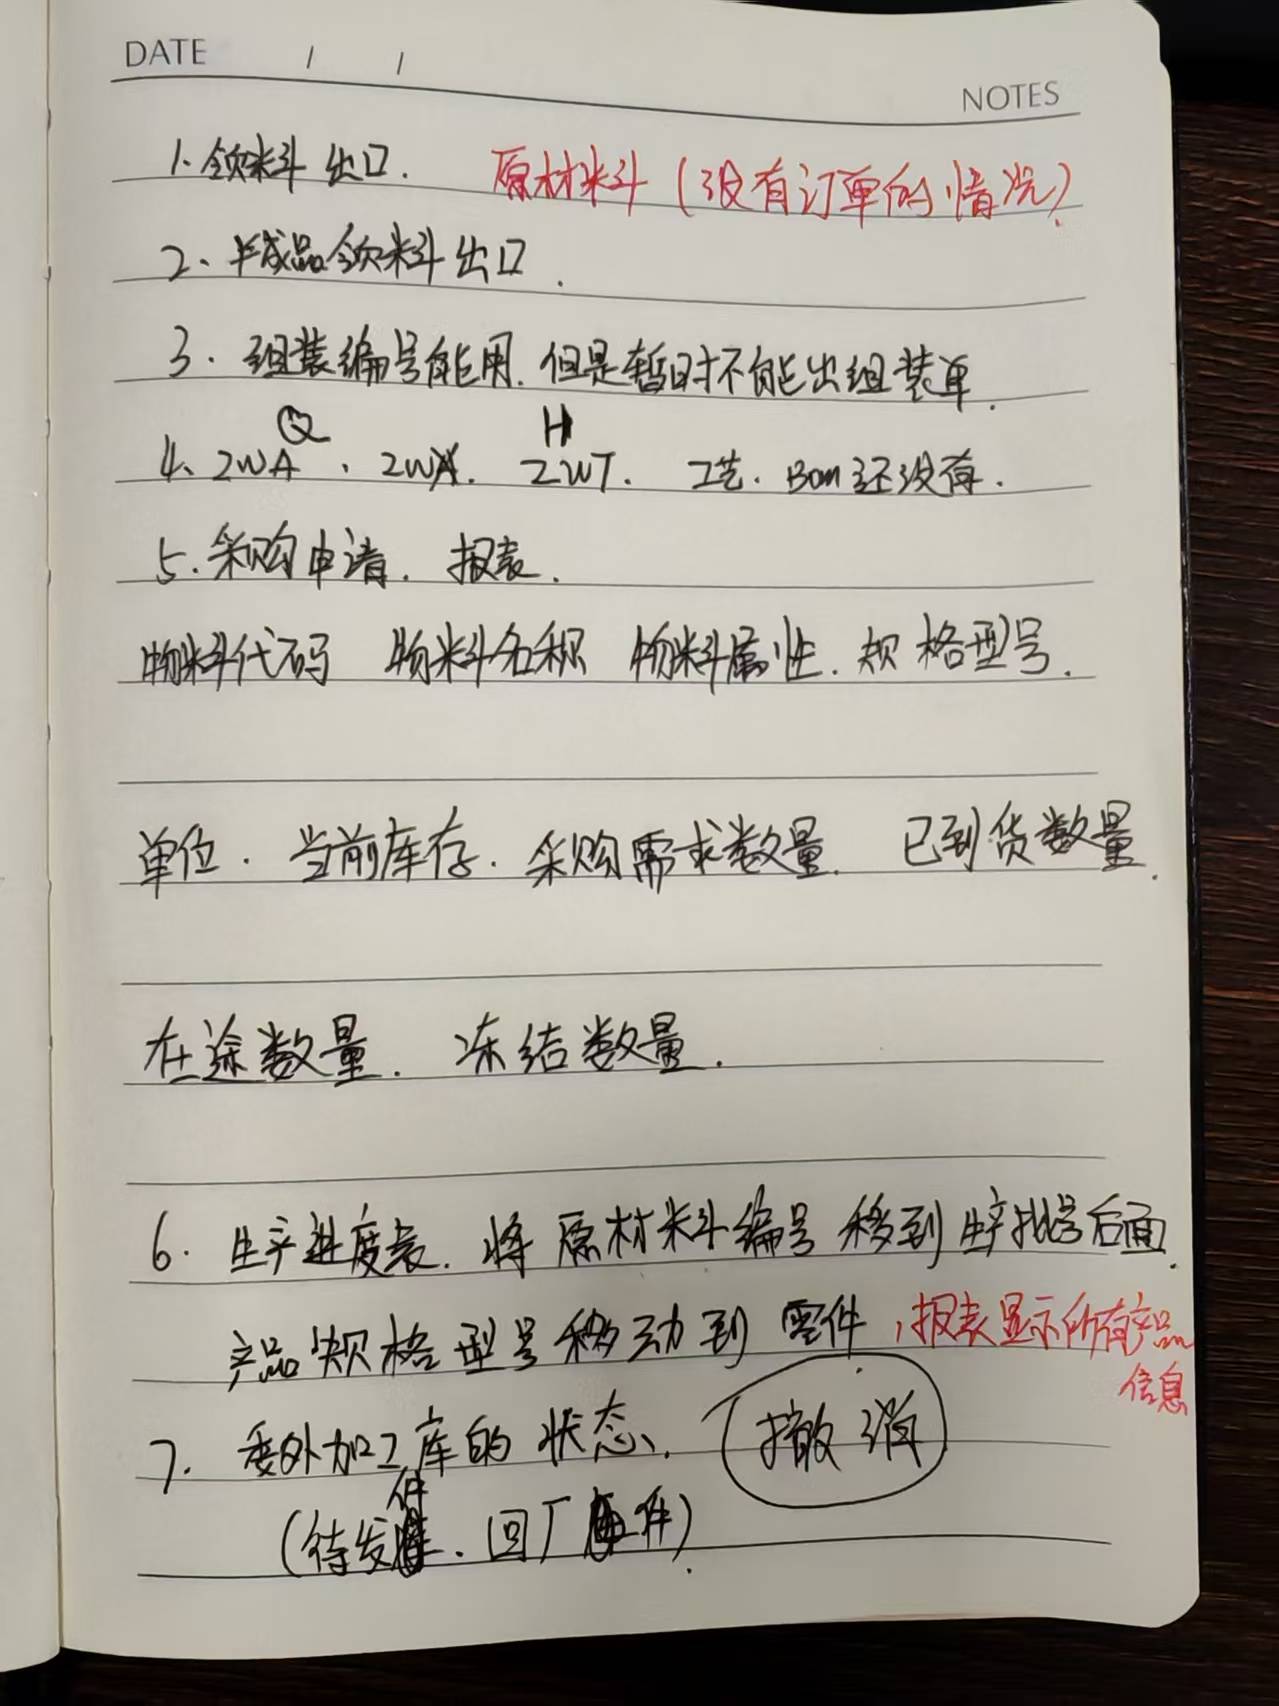 DATE / /
NOTES
1. 领料 出口. 原材料（没有订单的情况）
2、半成品领料出口.
3. 组装编号能用. 但是暂时不能出组装单.
Q H
4、2WA、2WX. ZWT. 工艺. Bom还没有.
5. 采购申请. 报表.
物料代码 物料名称 物料属性. 规格型号.
单位. 当前库存. 采购需求数量. 已到货数量.
在途数量. 冻结数量.
6. 生产进度表. 将原材料编号移到生产批号后面.
产品规格型号移动到 零件，报表显示所有产品
信息
7. 委外加工库的状态、 撤消
件
（待发. 回厂件）.